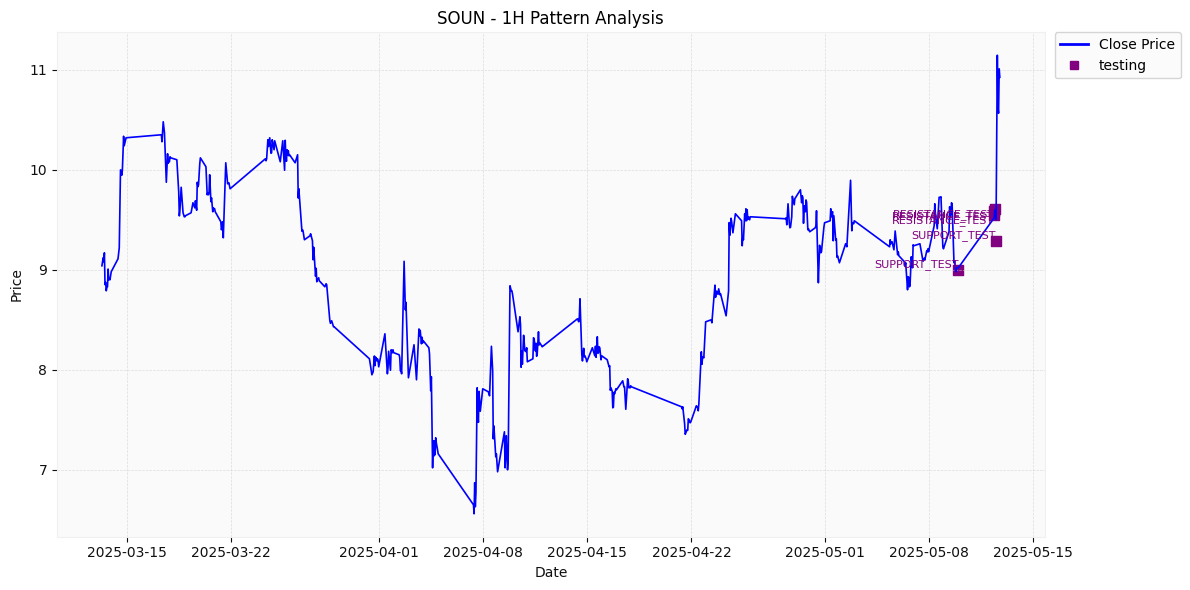 SOUN - 1H Pattern Analysis
Close Price
testing
Price
11
10
9
8
7
RESISTANCE_TEST
RESISTANCE_TEST
RESISTANCE_TEST
SUPPORT_TEST
SUPPORT_TEST
2025-03-15
2025-03-22
2025-04-01
2025-04-08
2025-04-15
2025-04-22
2025-05-01
2025-05-08
2025-05-15
Date